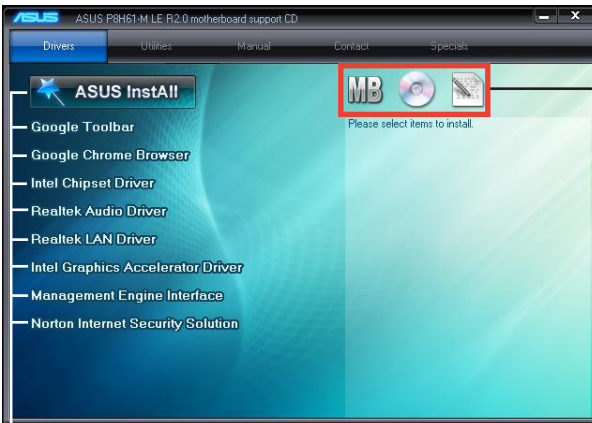 ASUS ASUS P8H61-M LE R2.0 motherboard support CD
Drivers Utilities Manual Contact Specials
ASUS InstAll
MB
Please select items to install.
Google Toolbar
Google Chrome Browser
Intel Chipset Driver
Realtek Audio Driver
Realtek LAN Driver
Intel Graphics Accelerator Driver
Management Engine Interface
Norton Internet Security Solution